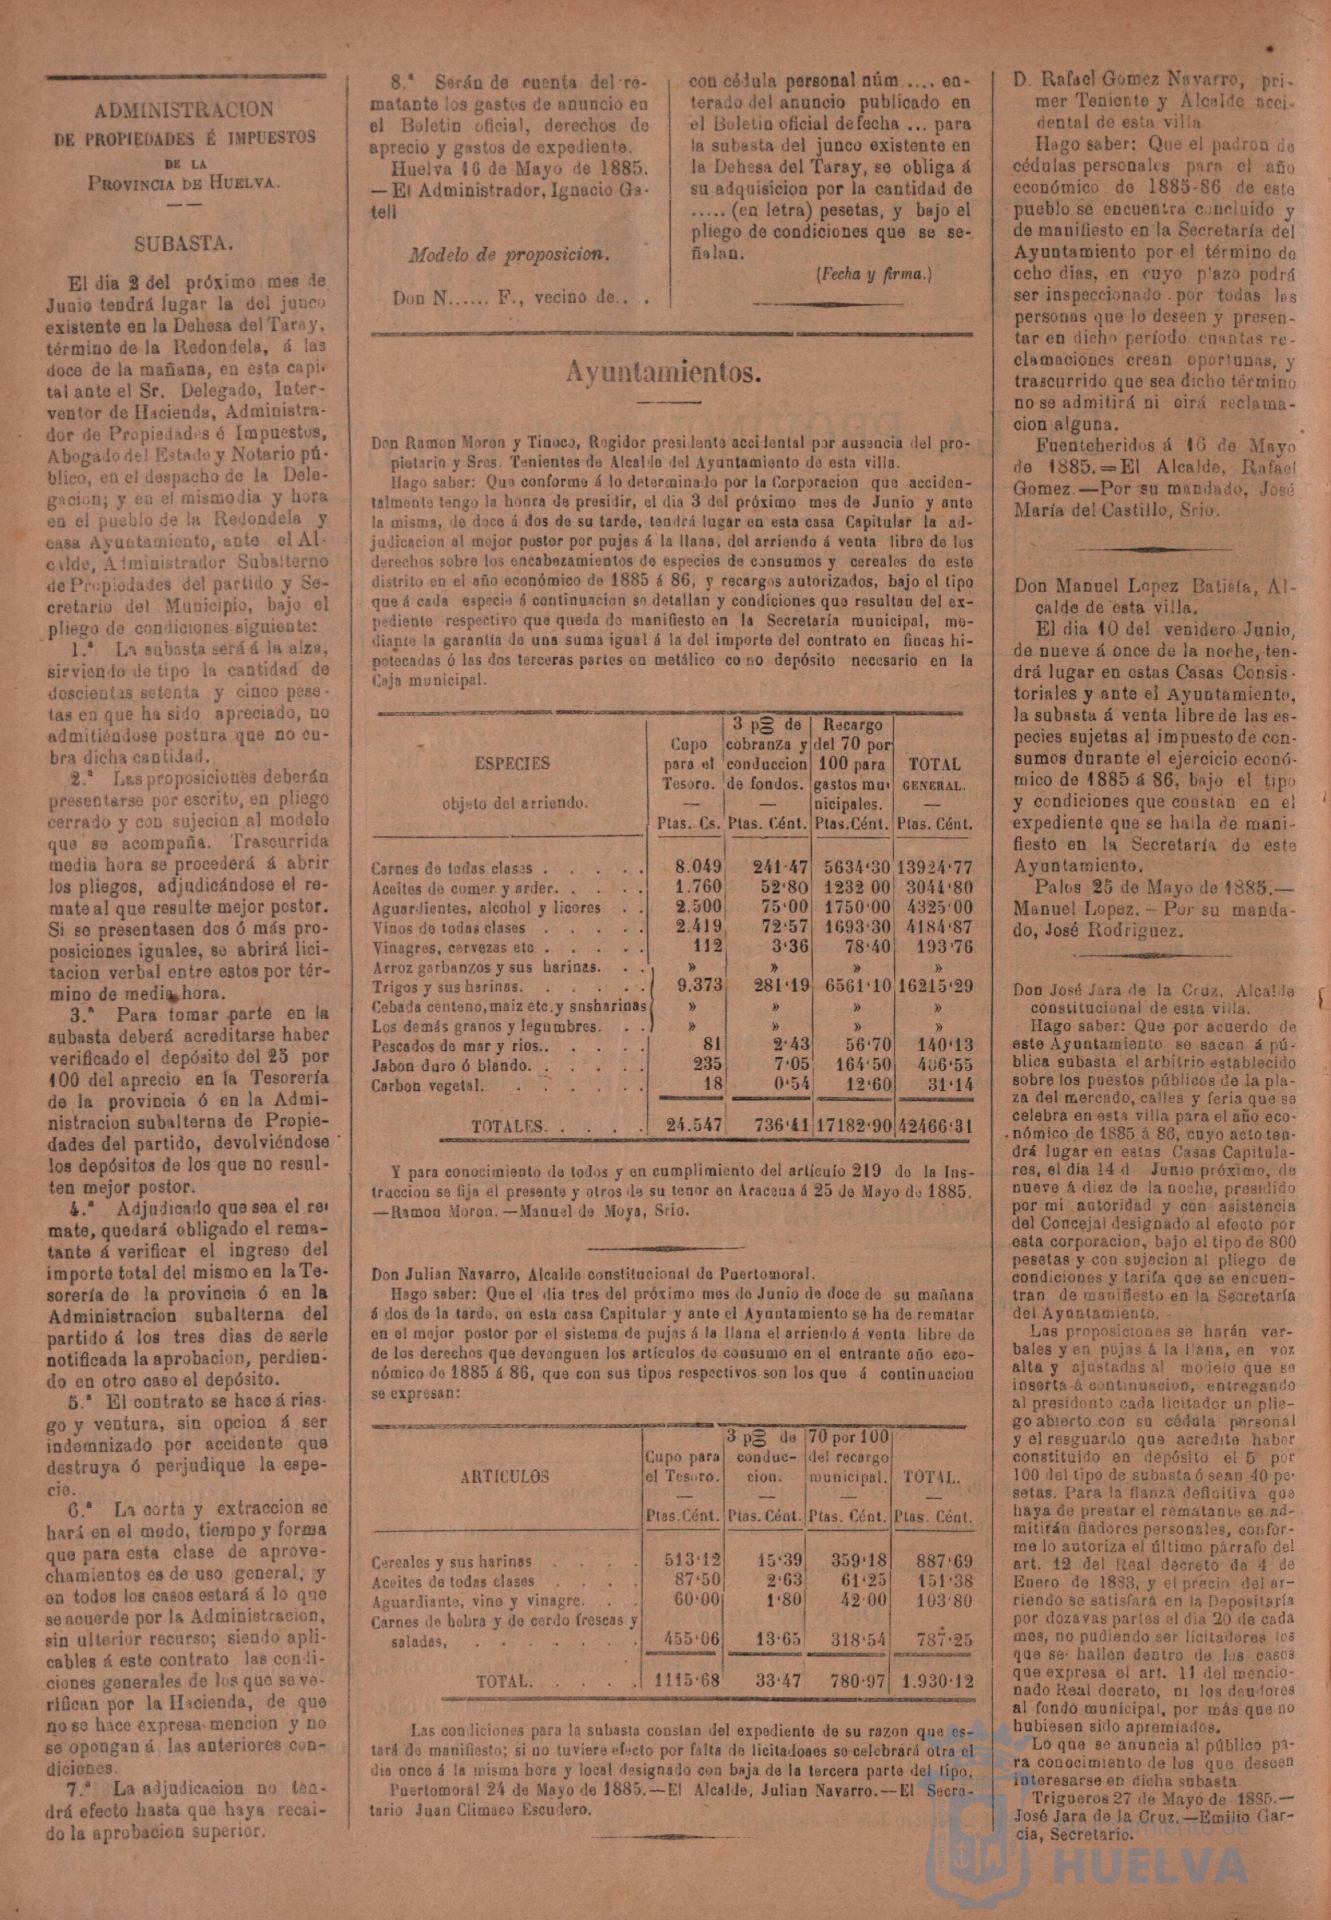 ADMINISTRACION
DE PROPIEDADES É IMPUESTOS
DE LA
PROVINCIA DE HUELVA.
SUBASTA.
El dia 2 del próximo mes de
Junio tendrá lugar la del junco
existente en la Dehesa del Taray,
término de la Redondela, á las
doce de la mañana, en esta capi-
tal ante el Sr. Delegado, Inter-
ventor de Hacienda, Administra-
dor de Propiedades é Impuestos,
Abogado del Estado y Notario pú-
blico, en el despacho de la Dele-
gacion; y en el mismo dia y hora
en el pueblo de la Redondela y
casa Ayuntamiento, ante el Al-
calde, Administrador Subalterno
de Propiedades del partido y Se-
cretario del Municipio, bajo el
pliego de condiciones siguiente:
1.ª La subasta será á la alza,
sirviendo de tipo la cantidad de
doscientas setenta y cinco pese-
tas en que ha sido apreciado, no
admitiéndose postura que no cu-
bra dicha cantidad.
2.ª Las proposiciones deberán
presentarse por escrito, en pliego
cerrado y con sujeción al modelo
que se acompaña. Trascurrida
media hora se procederá á abrir
los pliegos, adjudicándose el re-
mate al que resulte mejor postor.
Si se presentasen dos ó más pro-
posiciones iguales, se abrirá lici-
tacion verbal entre estos por tér-
mino de media hora.
3.ª Para tomar parte en la
subasta deberá acreditarse haber
verificado el depósito del 25 por
100 del aprecio en la Tesorería
de la provincia ó en la Admi-
nistracion subalterna de Propie-
dades del partido, devolviéndose
los depósitos de los que no resul-
ten mejor postor.
4.ª Adjudicado que sea el re-
mate, quedará obligado el rema-
tante á verificar el ingreso del
importe total del mismo en la Te-
sorería de la provincia ó en la
Administracion subalterna del
partido á los tres dias de serle
notificada la aprobacion, perdien-
do en otro caso el depósito.
5.ª El contrato se hace á ries-
go y ventura, sin opcion á ser
indemnizado por accidente que
destruya ó perjudique la espe-
cie.
6.ª La corta y extraccion se
hará en el modo, tiempo y forma
que para esta clase de aprove-
chamientos es de uso general, y
en todos los casos estará á lo que
se acuerde por la Administracion,
sin ulterior recurso; siendo apli-
cables á este contrato las condi-
ciones generales de los que se ve-
rifican por la Hacienda, de que
no se hace expresa mencion y no
se opongan á las anteriores con-
diciones.
7.ª La adjudicacion no ten-
drá efecto hasta que haya recai-
do la aprobacion superior.
8.ª Serán de cuenta del re-
matante los gastos de anuncio en
el Boletin oficial, derechos de
aprecio y gastos de expediente.
Huelva 16 de Mayo de 1885.
—El Administrador, Ignacio Ga-
tell
Modelo de proposicion.
Don N...... F., vecino de.. ..
con cédula personal núm .... en-
terado del anuncio publicado en
el Boletin oficial de fecha ... para
la subasta del junco existente en
la Dehesa del Taray, se obliga á
su adquisicion por la cantidad de
..... (en letra) pesetas, y bajo el
pliego de condiciones que se se-
ñalan.
(Fecha y firma.)
Ayuntamientos.
Don Ramon Moron y Tinoco, Regidor presidente accidental por ausencia del pro-
pietario y Sres. Tenientes de Alcalde del Ayuntamiento de esta villa.
Hago saber: Que conforme á lo determinado por la Corporacion que acciden-
talmente tengo la honra de presidir, el dia 3 del próximo mes de Junio y ante
la misma, de doce á dos de su tarde, tendrá lugar en esta casa Capitular la ad-
judicacion al mejor postor por pujas á la llana, del arriendo á venta libre de los
derechos sobre los encabezamientos de especies de consumos y cereales de este
distrito en el año económico de 1885 á 86, y recargos autorizados, bajo el tipo
que á cada especie á continuacion se detallan y condiciones que resultan del ex-
pediente respectivo que queda de manifiesto en la Secretaría municipal, me-
diante la garantía de una suma igual á la del importe del contrato en fincas hi-
potecadas ó las dos terceras partes en metálico como depósito necesario en la
Caja municipal.
ESPECIES objeto del arriendo. | Cupo para el Tesoro. — Ptas. Cs. | 3 p% de cobranza y conduccion de fondos. — Ptas. Cént. | Recargo del 70 por 100 para gastos mu- nicipales. Ptas.Cént. | TOTAL GENERAL. — Ptas. Cént.
Carnes de todas clases . . . . . 8.049 241'47 5634'30 13924'77
Aceites de comer y arder. . . . . 1.760 52'80 1232 00 3044'80
Aguardientes, alcohol y licores . . 2.500 75'00 1750'00 4325'00
Vinos de todas clases . . . . . 2.419 72'57 1693'30 4184'87
Vinagres, cervezas etc . . . . . 112 3'36 78'40 193'76
Arroz garbanzos y sus harinas. . . » » » »
Trigos y sus harinas. . . . . . 9.373 281'19 6561'10 16215'29
Cebada centeno, maiz etc. y snsharinas » » » »
Los demás granos y legumbres. . . » » » »
Pescados de mar y rios.. . . . . 81 2'43 56'70 140'13
Jabon duro ó blando. . . . . . 235 7'05 164'50 406'55
Carbon vegetal. . . . . . . 18 0'54 12'60 31'14
TOTALES. . . . . 24.547 736'41 17182'90 42466'31
Y para conocimiento de todos y en cumplimiento del artículo 219 de la Ins-
truccion se fija el presente y otros de su tenor en Aracena á 25 de Mayo de 1885.
—Ramon Moron.—Manuel de Moya, Srio.
Don Julian Navarro, Alcalde constitucional de Puertomoral.
Hago saber: Que el dia tres del próximo mes de Junio de doce de su mañana
á dos de la tarde, en esta casa Capitular y ante el Ayuntamiento se ha de rematar
en el mejor postor por el sistema de pujas á la llana el arriendo á venta libre de
de los derechos que devenguen los artículos de consumo en el entrante año eco-
nómico de 1885 á 86, que con sus tipos respectivos son los que á continuacion
se expresan:
ARTICULOS | Cupo para el Tesoro. — Ptas.Cént. | 3 p% de conduc- cion. — Ptas. Cént. | 70 por 100 del recargo municipal. — Ptas. Cént. | TOTAL. — Ptas. Cént.
Cereales y sus harinas . . . . 513'12 15'39 359'18 887'69
Aceites de todas clases . . . . 87'50 2'63 61'25 151'38
Aguardiante, vino y vinagre. . . 60'00 1'80 42'00 103'80
Carnes de hebra y de cerdo frescas y
saladas, . . . . . . . 455'06 13'65 318'54 787'25
TOTAL. . . . . 1115'68 33'47 780'97 1.930'12
Las condiciones para la subasta constan del expediente de su razon que es-
tará de manifiesto; si no tuviere efecto por falta de licitadoaes se celebrará otra el
dia once á la misma hora y local designado con baja de la tercera parte del tipo.
Puertomoral 24 de Mayo de 1885.—El Alcalde, Julian Navarro.—El Secre-
tario Juan Climaco Escudero.
D. Rafael Gomez Navarro, pri-
mer Teniente y Alcalde acci-
dental de esta villa
Hago saber: Que el padron de
cédulas personales para el año
económico de 1885-86 de este
pueblo se encuentra concluido y
de manifiesto en la Secretaría del
Ayuntamiento por el término de
ocho dias, en cuyo plazo podrá
ser inspeccionado por todas las
personas que lo deseen y presen-
tar en dicho período cuantas re-
clamaciones crean oportunas, y
trascurrido que sea dicho término
no se admitirá ni oirá reclama-
cion alguna.
Fuenteheridos á 16 de Mayo
de 1885.=El Alcalde, Rafael
Gomez.—Por su mandado, José
María del Castillo, Srio.
Don Manuel Lopez Batista, Al-
calde de esta villa.
El dia 10 del venidero Junio,
de nueve á once de la noche, ten-
drá lugar en estas Casas Consis-
toriales y ante el Ayuntamiento,
la subasta á venta libre de las es-
pecies sujetas al impuesto de con-
sumos durante el ejercicio econó-
mico de 1885 á 86, bajo el tipo
y condiciones que constan en el
expediente que se halla de mani-
fiesto en la Secretaría de este
Ayuntamiento.
Palos 25 de Mayo de 1885.—
Manuel Lopez.—Por su manda-
do, José Rodriguez.
Don José Jara de la Cruz, Alcalde
constitucional de esta villa.
Hago saber: Que por acuerdo de
este Ayuntamiento se sacan á pú-
blica subasta el arbitrio establecido
sobre los puestos públicos de la pla-
za del mercado, calles y feria que se
celebra en esta villa para el año eco-
nómico de 1885 á 86, cuyo acto ten-
drá lugar en estas Casas Capitula-
res, el dia 14 d Junio próximo, de
nueve á diez de la noche, presidido
por mi autoridad y con asistencia
del Concejal designado al efecto por
esta corporacion, bajo el tipo de 800
pesetas y con sujecion al pliego de
condiciones y tarifa que se encuen-
tran de manifiesto en la Secretaría
del Ayuntamiento.
Las proposiciones se harán ver-
bales y en pujas á la llana, en voz
alta y ajustadas al modelo que se
inserta á continuacion, entregando
al presidente cada licitador un plie-
go abierto con su cédula personal
y el resguardo que acredite haber
constituido en depósito el 5 por
100 del tipo de subasta ó sean 40 pe-
setas. Para la fianza definitiva que
haya de prestar el rematante se ad-
mitirán fiadores personales, confor-
me lo autoriza el último párrafo del
art. 12 del Real decreto de 4 de
Enero de 1883, y el precio del ar-
riendo se satisfará en la Depositaría
por dozavas partes el dia 20 de cada
mes, no pudiendo ser licitadores los
que se hallen dentro de los casos
que expresa el art. 11 del mencio-
nado Real decreto, ni los deudores
al fondo municipal, por más que no
hubiesen sido apremiados.
Lo que se anuncia al público pa-
ra conocimiento de los que deseen
interesarse en dicha subasta
Trigueros 27 de Mayo de 1885.—
José Jara de la Cruz.—Emilio Gar-
cia, Secretario.
HUELVA